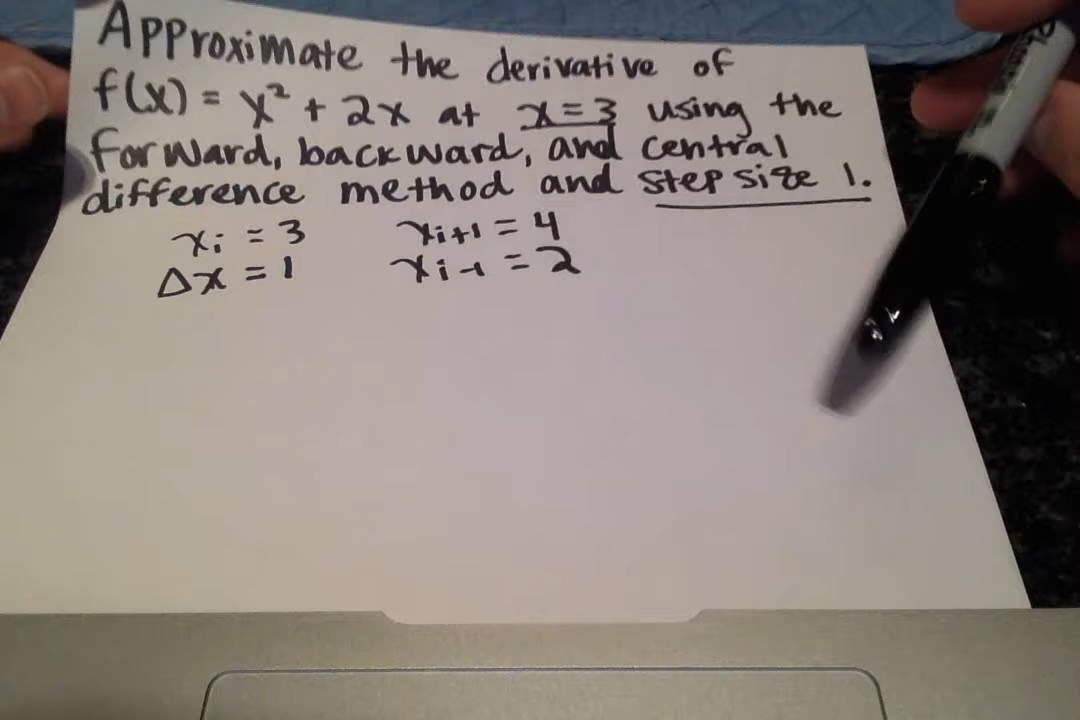 Approximate the derivative of
f(x) = x² + 2x at x = 3 using the
forward, backward, and central
difference method and step size 1.
xi = 3 xi+1 = 4
Δx = 1 xi-1 = 2